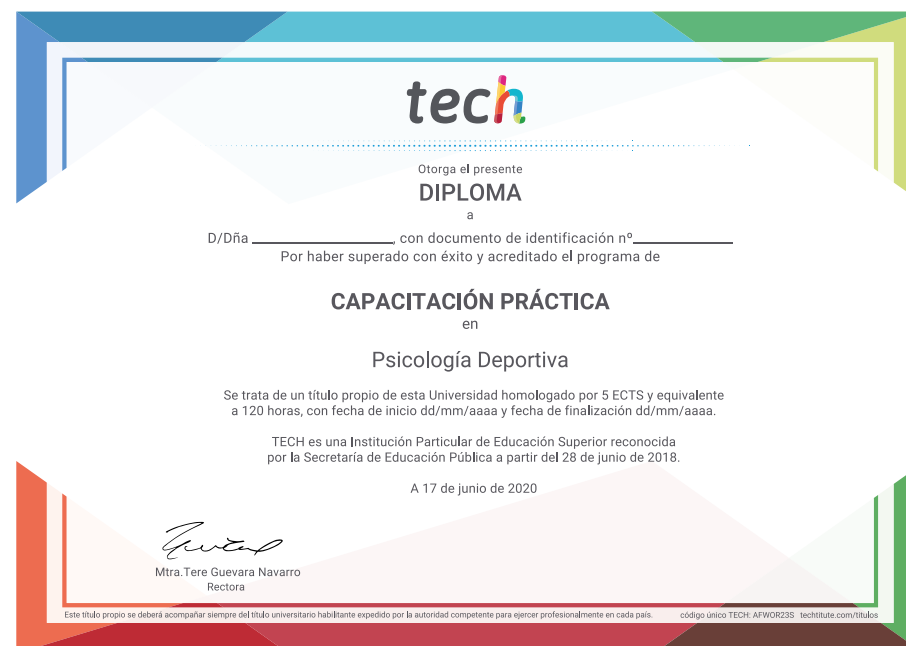 tech
Otorga el presente
DIPLOMA
a
D/Dña ____________________, con documento de identificación nº______________
Por haber superado con éxito y acreditado el programa de
CAPACITACIÓN PRÁCTICA
en
Psicología Deportiva
Se trata de un título propio de esta Universidad homologado por 5 ECTS y equivalente
a 120 horas, con fecha de inicio dd/mm/aaaa y fecha de finalización dd/mm/aaaa.
TECH es una Institución Particular de Educación Superior reconocida
por la Secretaría de Educación Pública a partir del 28 de junio de 2018.
A 17 de junio de 2020
Mtra.Tere Guevara Navarro
Rectora
Este título propio se deberá acompañar siempre del título universitario habilitante expedido por la autoridad competente para ejercer profesionalmente en cada país. código único TECH: AFWOR23S techtitute.com/titulos